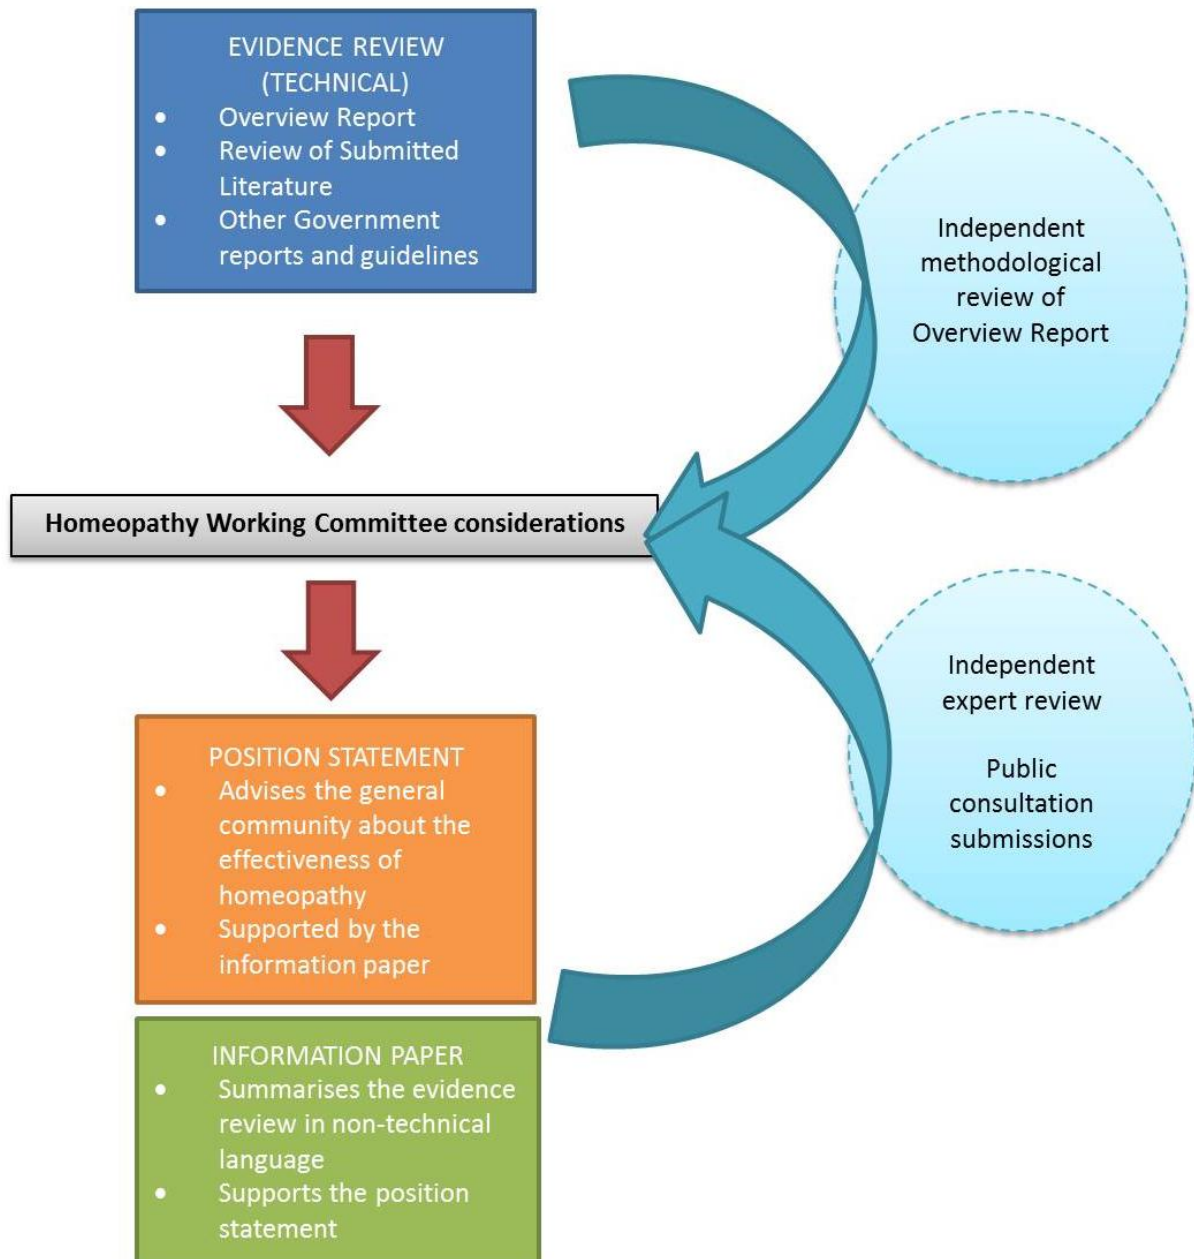 EVIDENCE REVIEW
(TECHNICAL)
• Overview Report
• Review of Submitted
Literature
• Other Government
reports and guidelines
Independent
methodological
review of
Overview Report
Homeopathy Working Committee considerations
POSITION STATEMENT
• Advises the general
community about the
effectiveness of
homeopathy
• Supported by the
information paper
Independent
expert review
Public
consultation
submissions
INFORMATION PAPER
• Summarises the evidence
review in non-technical
language
• Supports the position
statement